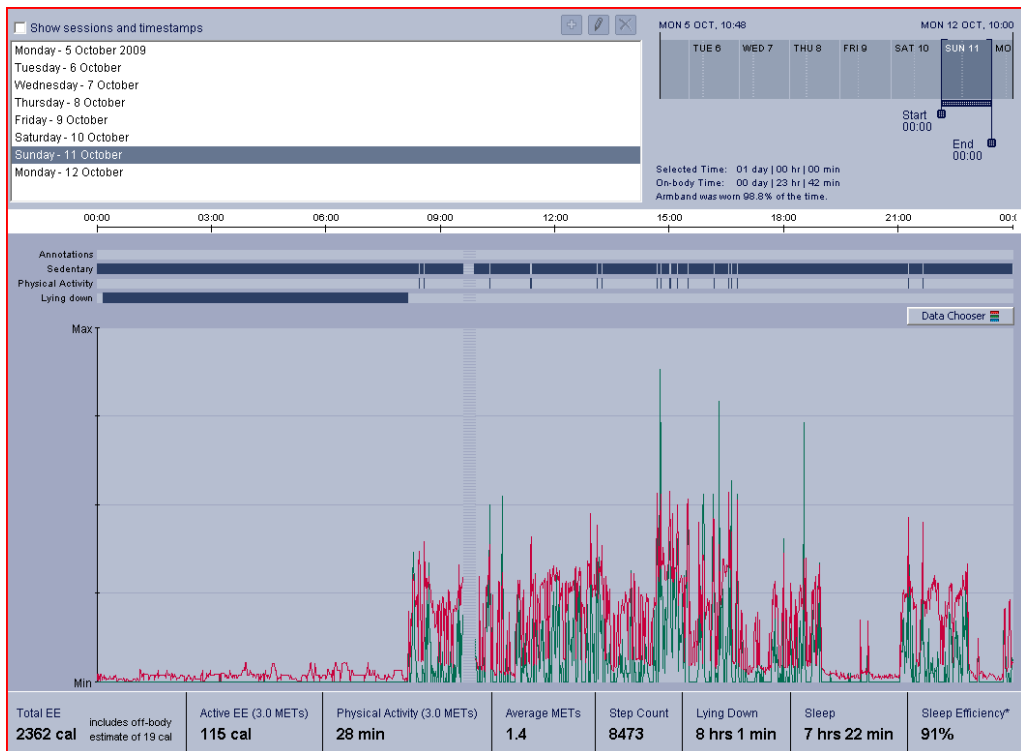 Show sessions and timestamps
Monday - 5 October 2009
Tuesday - 6 October
Wednesday - 7 October
Thursday - 8 October
Friday - 9 October
Saturday - 10 October
Sunday - 11 October
Monday - 12 October
MON 5 OCT, 10:48 MON 12 OCT, 10:00
TUE 6 WED 7 THU 8 FRI 9 SAT 10 SUN 11 MO
Start
00:00
End
00:00
Selected Time: 01 day | 00 hr | 00 min
On-body Time: 00 day | 23 hr | 42 min
Armband was worn 98.8% of the time.
00:00 03:00 06:00 09:00 12:00 15:00 18:00 21:00 00:0
Annotations
Sedentary
Physical Activity
Lying down
Data Chooser
Max
Min
Total EE
2362 cal
includes off-body
estimate of 19 cal
Active EE (3.0 METs)
115 cal
Physical Activity (3.0 METs)
28 min
Average METs
1.4
Step Count
8473
Lying Down
8 hrs 1 min
Sleep
7 hrs 22 min
Sleep Efficiency*
91%